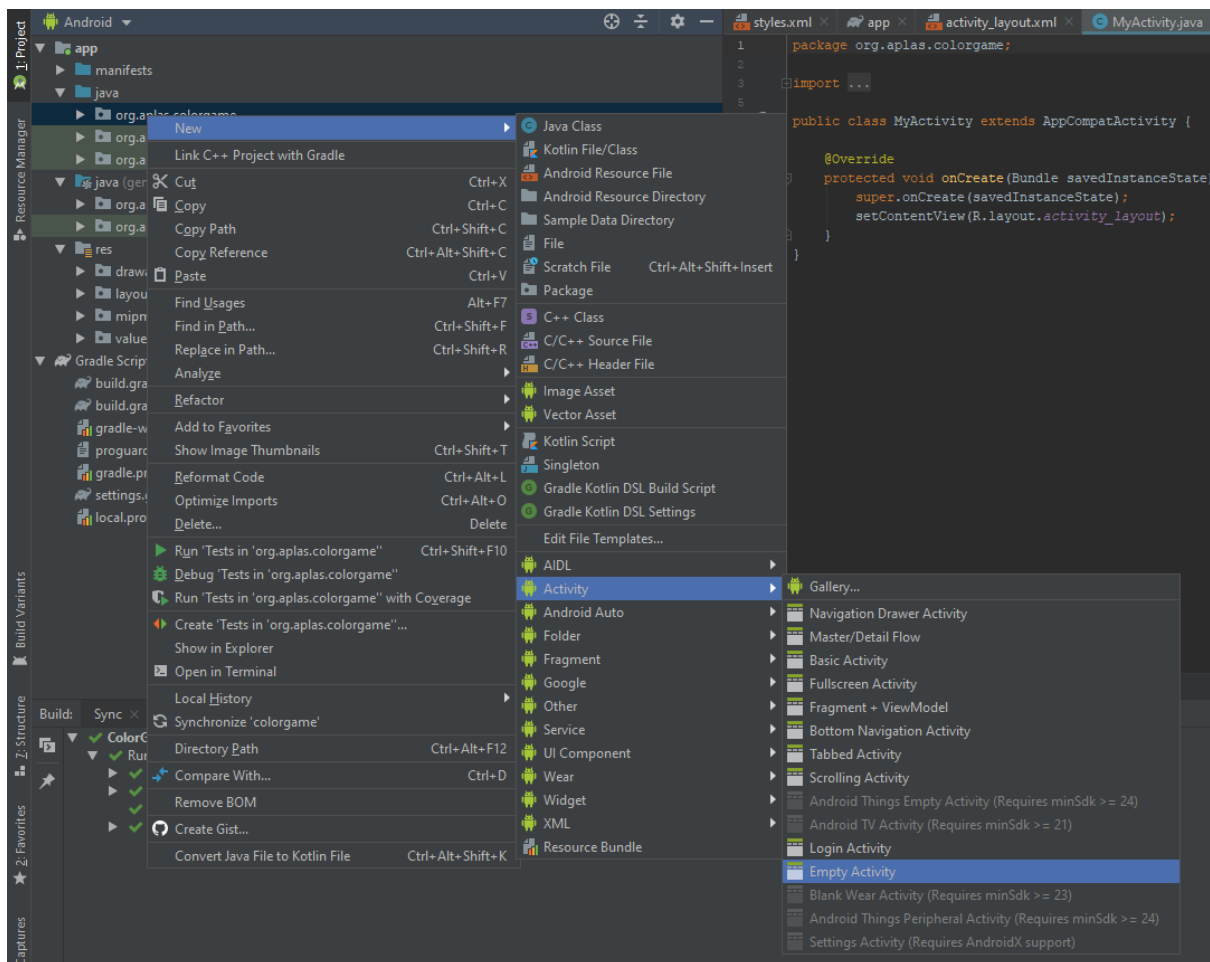 Android
styles.xml
app
activity_layout.xml
MyActivity.java
1: Project
Resource Manager
Build Variants
Z: Structure
2: Favorites
Captures
app
manifests
java
org.aplas.colorgame
org.a
org.a
java (ger
org.a
org.a
res
draw
layou
mipm
value
Gradle Scrip
build.gra
build.gra
gradle-w
proguard
gradle.pr
settings.
local.pro
1
2
3
5
package org.aplas.colorgame;
import ...
public class MyActivity extends AppCompatActivity {
@Override
protected void onCreate(Bundle savedInstanceState
super.onCreate(savedInstanceState);
setContentView(R.layout.activity_layout);
}
}
New
Link C++ Project with Gradle
Cut Ctrl+X
Copy Ctrl+C
Copy Path Ctrl+Shift+C
Copy Reference Ctrl+Alt+Shift+C
Paste Ctrl+V
Find Usages Alt+F7
Find in Path... Ctrl+Shift+F
Replace in Path... Ctrl+Shift+R
Analyze
Refactor
Add to Favorites
Show Image Thumbnails Ctrl+Shift+T
Reformat Code Ctrl+Alt+L
Optimize Imports Ctrl+Alt+O
Delete... Delete
Run 'Tests in 'org.aplas.colorgame'' Ctrl+Shift+F10
Debug 'Tests in 'org.aplas.colorgame''
Run 'Tests in 'org.aplas.colorgame'' with Coverage
Create 'Tests in 'org.aplas.colorgame''...
Show in Explorer
Open in Terminal
Local History
Synchronize 'colorgame'
Directory Path Ctrl+Alt+F12
Compare With... Ctrl+D
Remove BOM
Create Gist...
Convert Java File to Kotlin File Ctrl+Alt+Shift+K
Java Class
Kotlin File/Class
Android Resource File
Android Resource Directory
Sample Data Directory
File
Scratch File Ctrl+Alt+Shift+Insert
Package
C++ Class
C/C++ Source File
C/C++ Header File
Image Asset
Vector Asset
Kotlin Script
Singleton
Gradle Kotlin DSL Build Script
Gradle Kotlin DSL Settings
Edit File Templates...
AIDL
Activity
Android Auto
Folder
Fragment
Google
Other
Service
UI Component
Wear
Widget
XML
Resource Bundle
Gallery...
Navigation Drawer Activity
Master/Detail Flow
Basic Activity
Fullscreen Activity
Fragment + ViewModel
Bottom Navigation Activity
Tabbed Activity
Scrolling Activity
Android Things Empty Activity (Requires minSdk >= 24)
Android TV Activity (Requires minSdk >= 21)
Login Activity
Empty Activity
Blank Wear Activity (Requires minSdk >= 23)
Android Things Peripheral Activity (Requires minSdk >= 24)
Settings Activity (Requires AndroidX support)
Build: Sync
ColorG
Ru